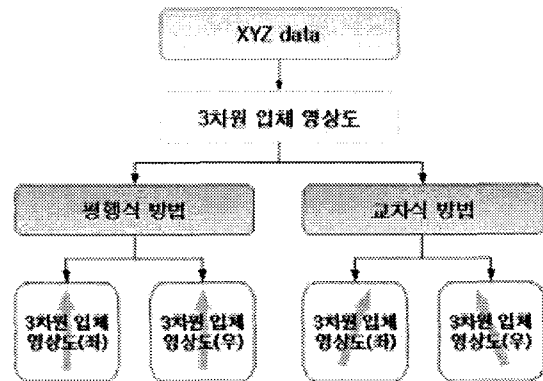 XYZ data
3차원 입체 영상도
평행식 방법
교차식 방법
3차원 입체
영상도(좌)
3차원 입체
영상도(우)
3차원 입체
영상도(좌)
3차원 입체
영상도(우)